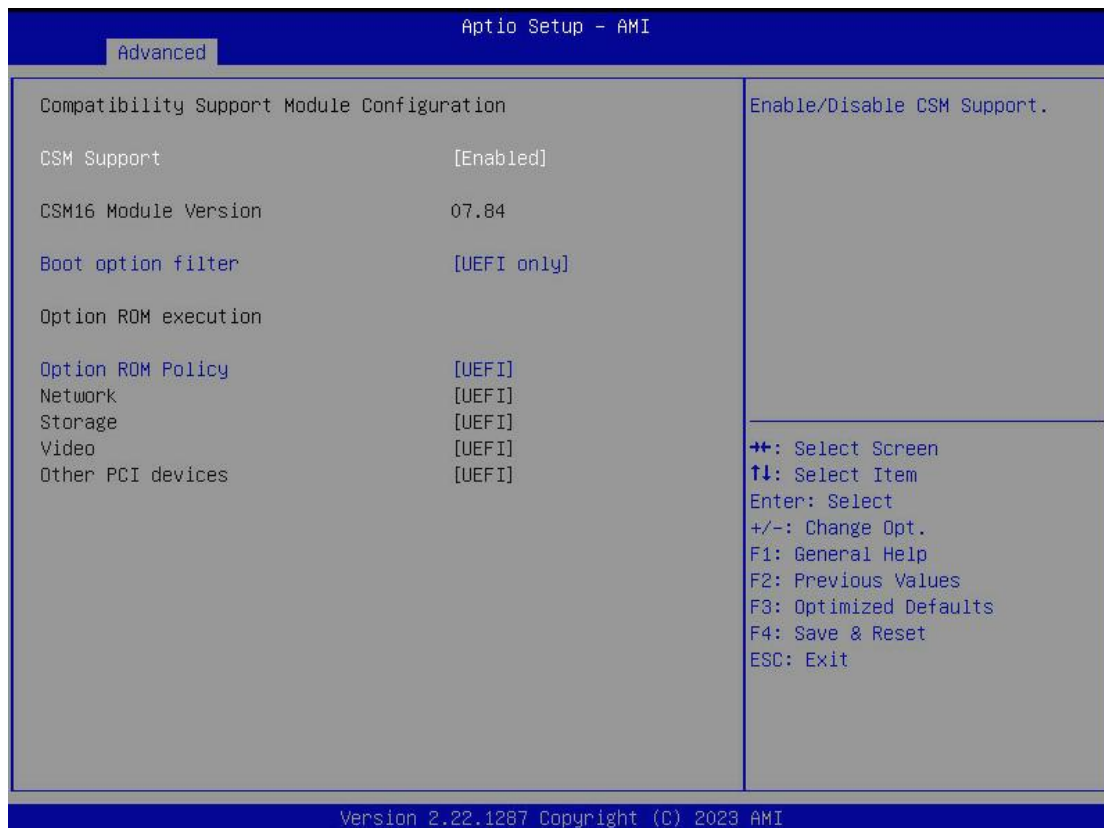 Aptio Setup – AMI
Advanced
Compatibility Support Module Configuration
CSM Support [Enabled]
CSM16 Module Version 07.84
Boot option filter [UEFI only]
Option ROM execution
Option ROM Policy [UEFI]
Network [UEFI]
Storage [UEFI]
Video [UEFI]
Other PCI devices [UEFI]
Enable/Disable CSM Support.
→←: Select Screen
↑↓: Select Item
Enter: Select
+/-: Change Opt.
F1: General Help
F2: Previous Values
F3: Optimized Defaults
F4: Save & Reset
ESC: Exit
Version 2.22.1287 Copyright (C) 2023 AMI